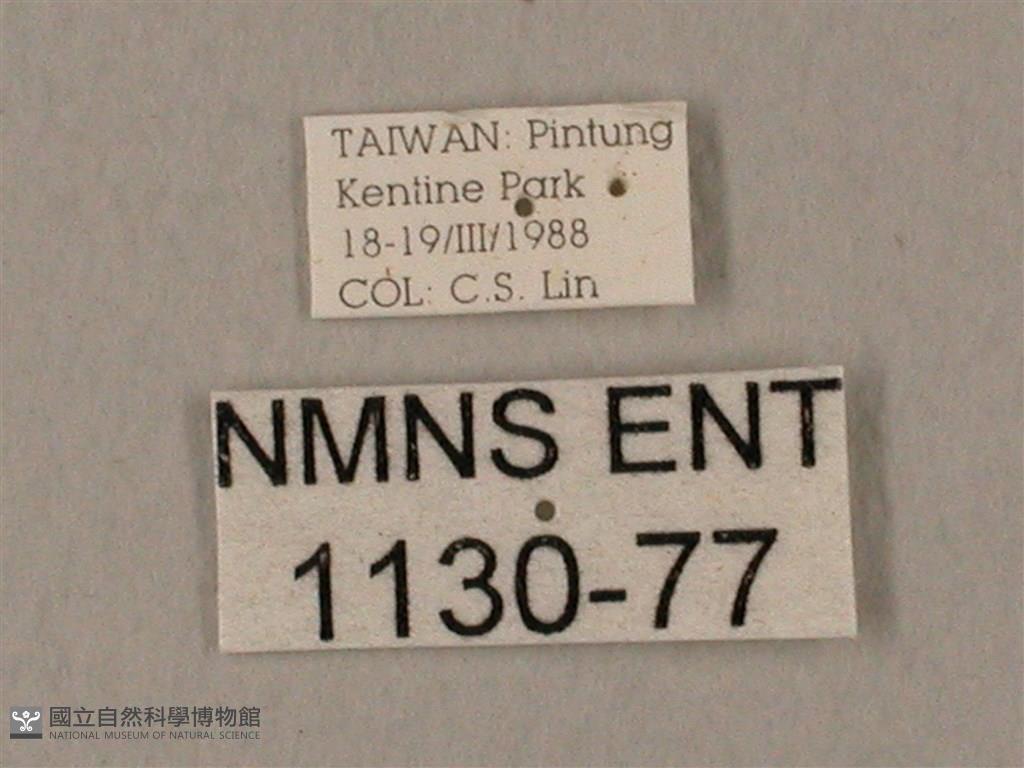 TAIWAN: Pintung
Kentine Park
18-19/III/1988
COL: C.S. Lin
NMNS ENT
1130-77
國立自然科學博物館
NATIONAL MUSEUM OF NATURAL SCIENCE